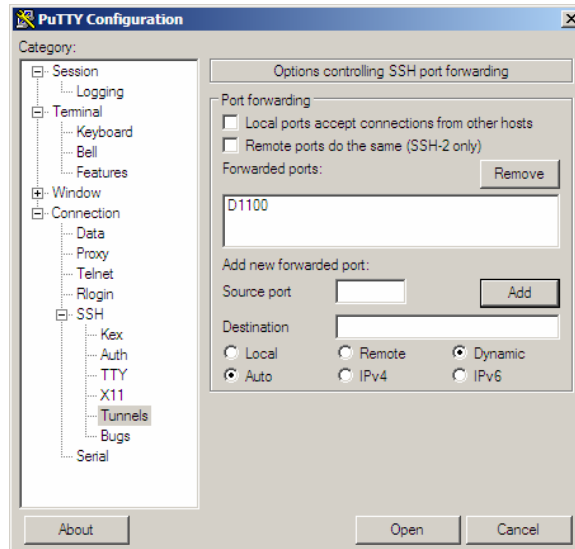 PuTTY Configuration
Category:
Session
Logging
Terminal
Keyboard
Bell
Features
Window
Connection
Data
Proxy
Telnet
Rlogin
SSH
Kex
Auth
TTY
X11
Tunnels
Bugs
Serial
Options controlling SSH port forwarding
Port forwarding
Local ports accept connections from other hosts
Remote ports do the same (SSH-2 only)
Forwarded ports:
Remove
D1100
Add new forwarded port:
Source port
Add
Destination
Local Remote Dynamic
Auto IPv4 IPv6
About Open Cancel